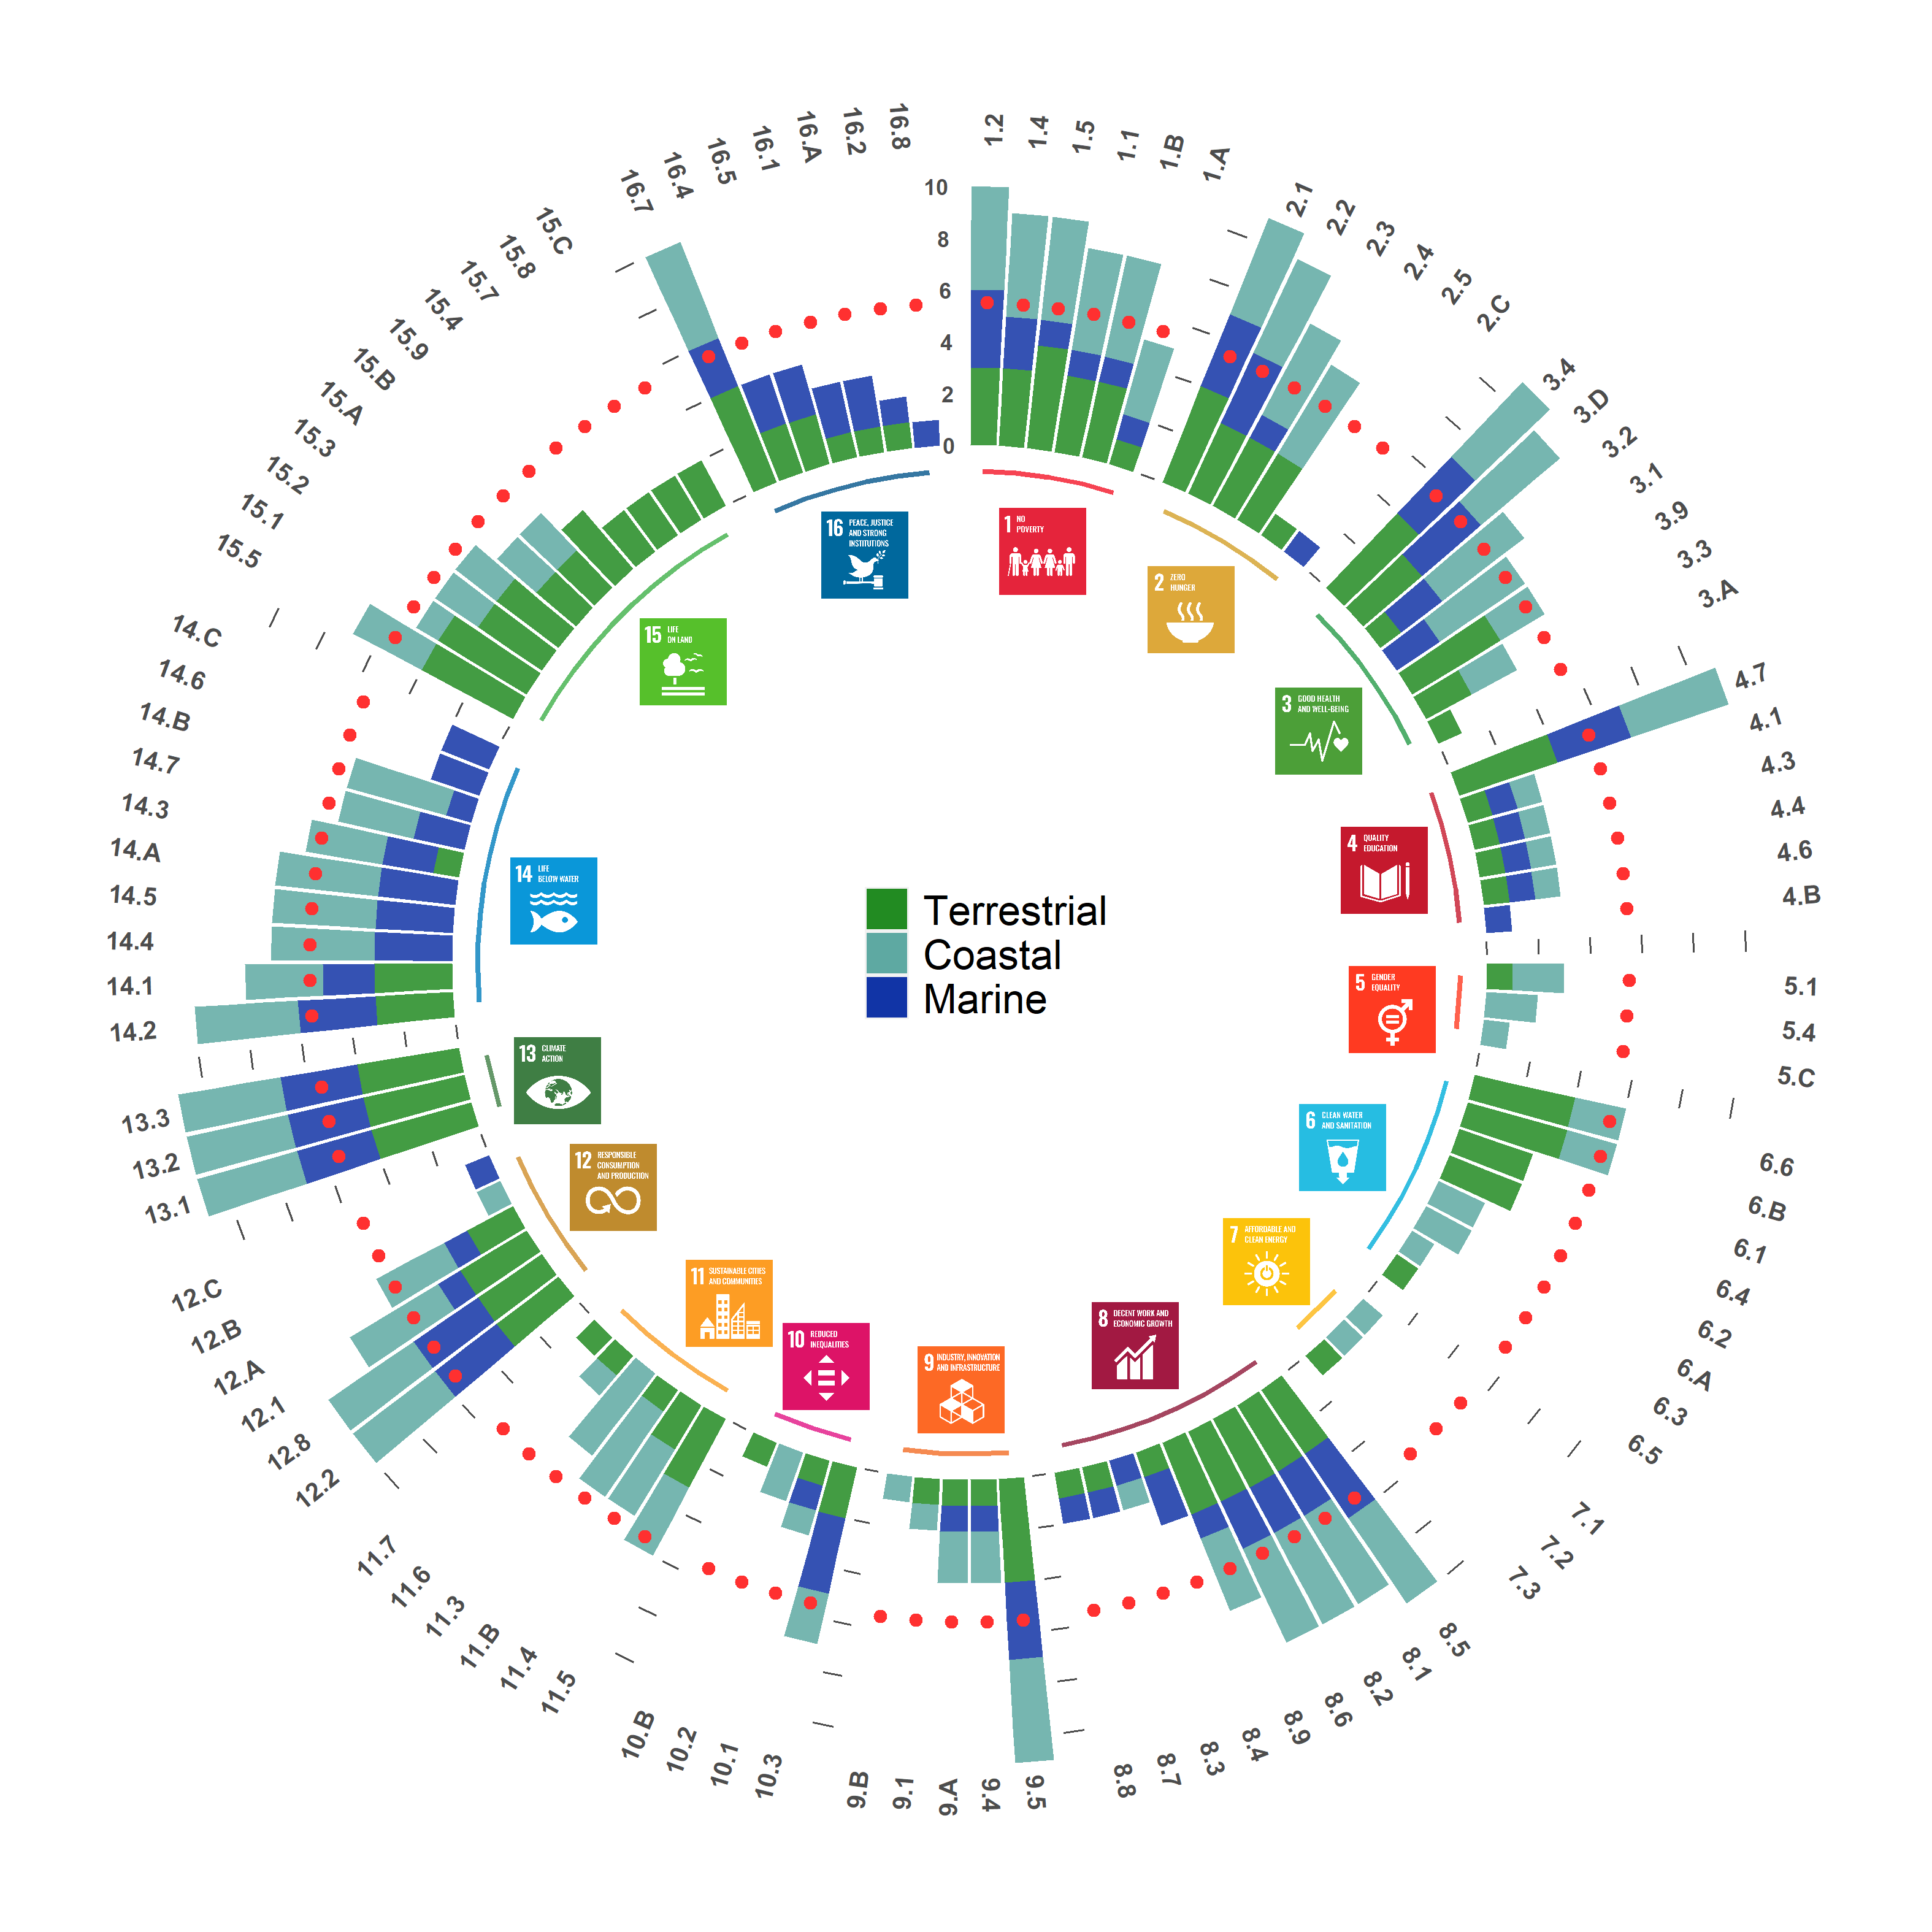 1.2
1.4
1.5
1.1
1.B
1.A
2.1
2.2
2.3
2.4
2.5
2.C
3.4
3.D
3.2
3.1
3.9
3.3
3.A
4.7
4.1
4.3
4.4
4.6
4.B
5.1
5.4
5.C
6.6
6.B
6.1
6.4
6.2
6.A
6.3
6.5
7.1
7.2
7.3
8.5
8.1
8.2
8.6
8.9
8.4
8.3
8.7
8.8
9.5
9.4
9.A
9.1
9.B
10.3
10.1
10.2
10.B
11.5
11.4
11.B
11.3
11.6
11.7
12.2
12.8
12.1
12.A
12.B
12.C
13.1
13.2
13.3
14.2
14.1
14.4
14.5
14.A
14.3
14.7
14.B
14.6
14.C
15.5
15.1
15.2
15.3
15.A
15.B
15.9
15.4
15.7
15.8
15.C
16.7
16.4
16.5
16.1
16.A
16.2
16.8
10
8
6
4
2
0
1 NO
POVERTY
2 ZERO
HUNGER
3 GOOD HEALTH
AND WELL-BEING
4 QUALITY
EDUCATION
5 GENDER
EQUALITY
6 CLEAN WATER
AND SANITATION
7 AFFORDABLE AND
CLEAN ENERGY
8 DECENT WORK AND
ECONOMIC GROWTH
9 INDUSTRY, INNOVATION
AND INFRASTRUCTURE
10 REDUCED
INEQUALITIES
11 SUSTAINABLE CITIES
AND COMMUNITIES
12 RESPONSIBLE
CONSUMPTION
AND PRODUCTION
13 CLIMATE
ACTION
14 LIFE
BELOW WATER
15 LIFE
ON LAND
16 PEACE, JUSTICE
AND STRONG
INSTITUTIONS
Terrestrial
Coastal
Marine